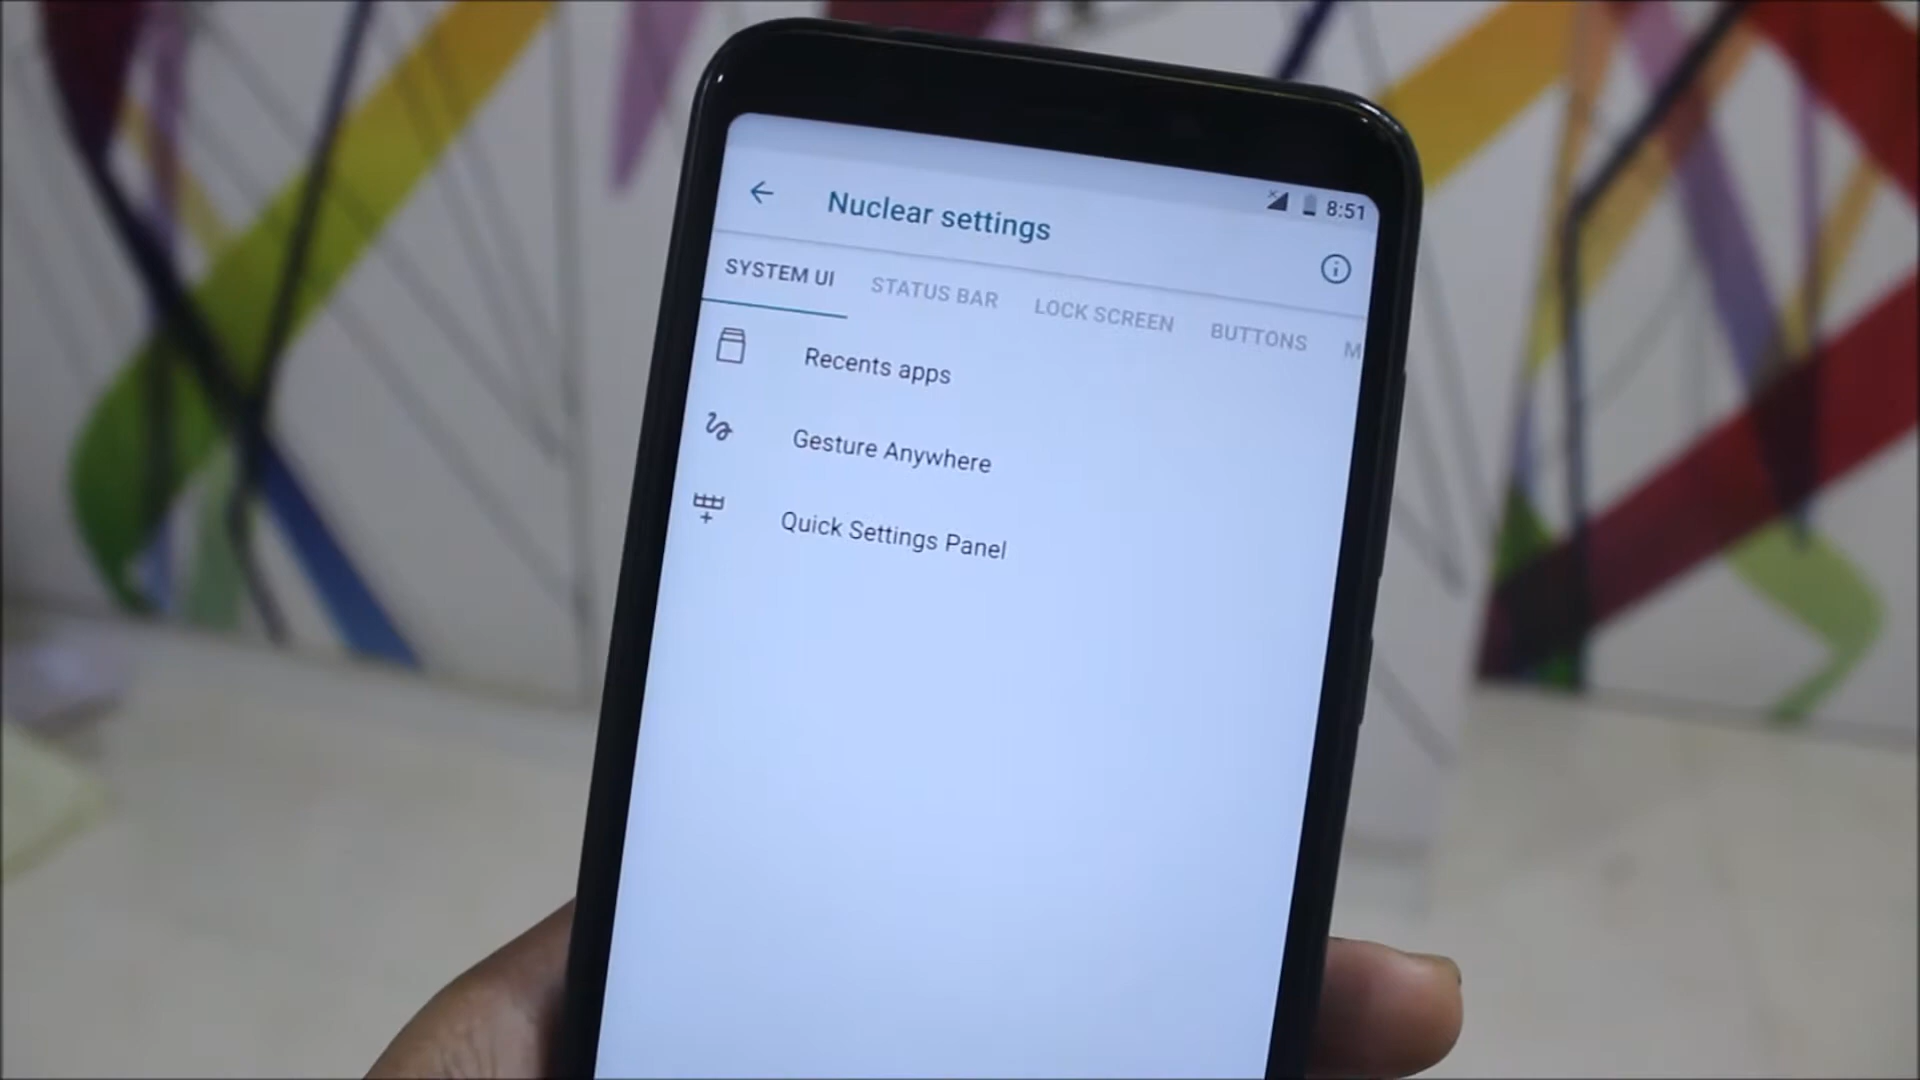 8:51
Nuclear settings
SYSTEM UI STATUS BAR LOCK SCREEN BUTTONS M
Recents apps
Gesture Anywhere
Quick Settings Panel